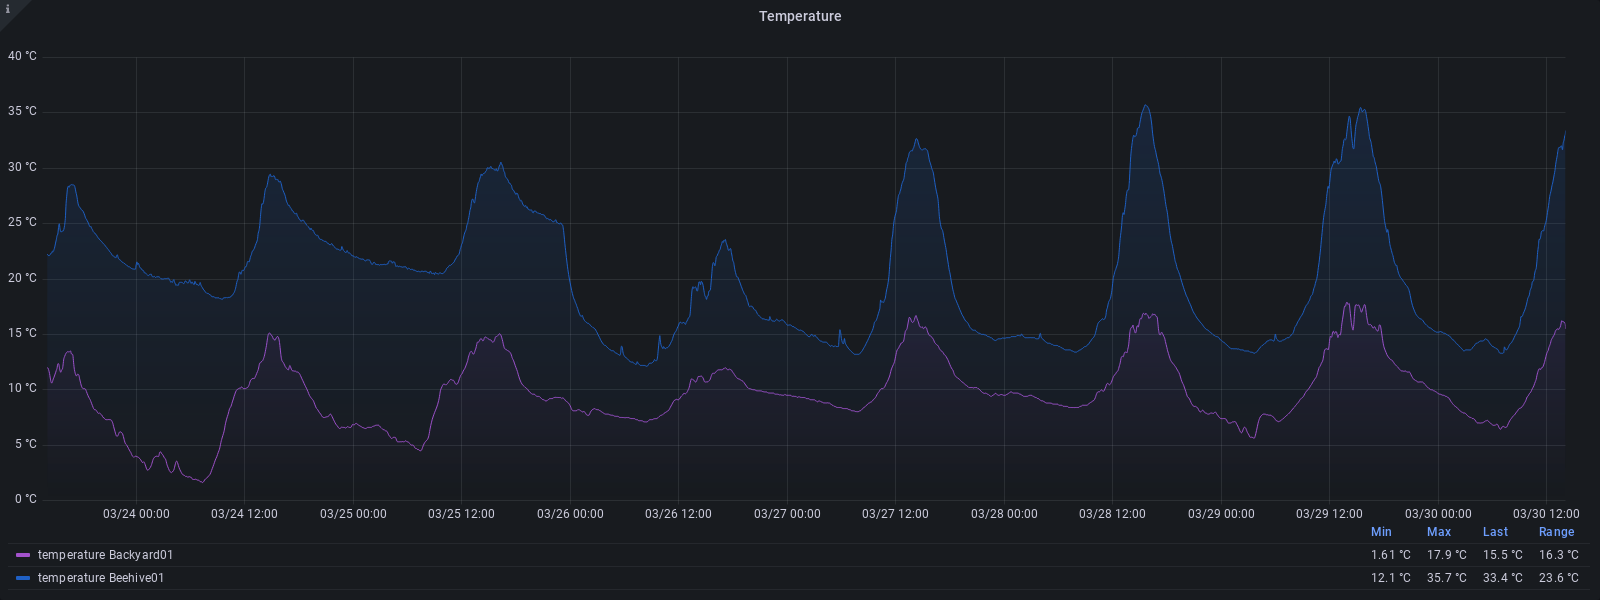 i
Temperature
40 °C
35 °C
30 °C
25 °C
20 °C
15 °C
10 °C
5 °C
0 °C
03/24 00:00 03/24 12:00 03/25 00:00 03/25 12:00 03/26 00:00 03/26 12:00 03/27 00:00 03/27 12:00 03/28 00:00 03/28 12:00 03/29 00:00 03/29 12:00 03/30 00:00 03/30 12:00
Min Max Last Range
temperature Backyard01 1.61 °C 17.9 °C 15.5 °C 16.3 °C
temperature Beehive01 12.1 °C 35.7 °C 33.4 °C 23.6 °C